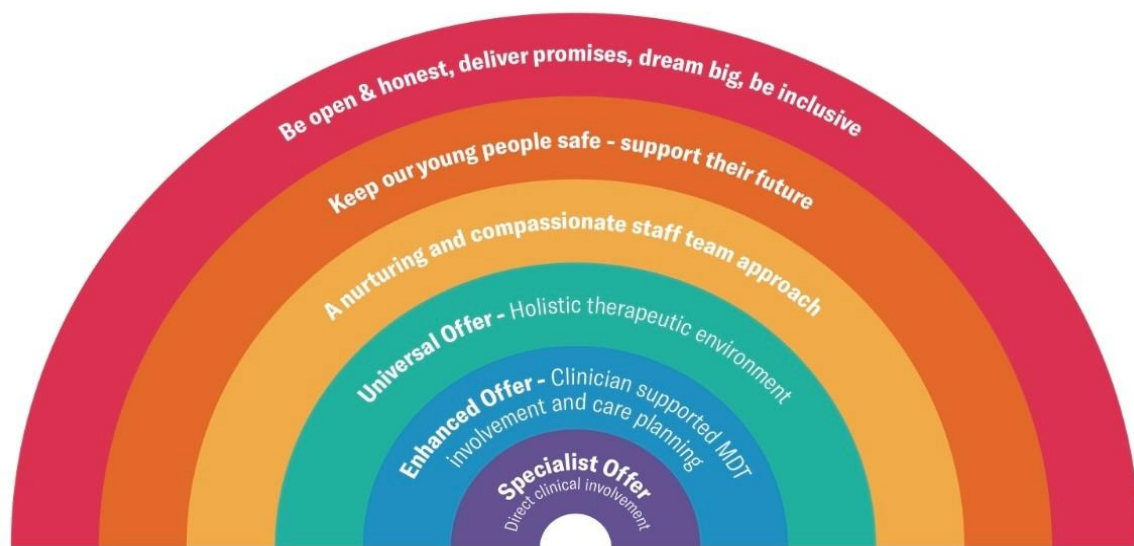 Be open & honest, deliver promises, dream big, be inclusive
Keep our young people safe - support their future
A nurturing and compassionate staff team approach
Universal Offer - Holistic therapeutic environment
Enhanced Offer - Clinician supported MDT
involvement and care planning
Specialist Offer
Direct clinical involvement